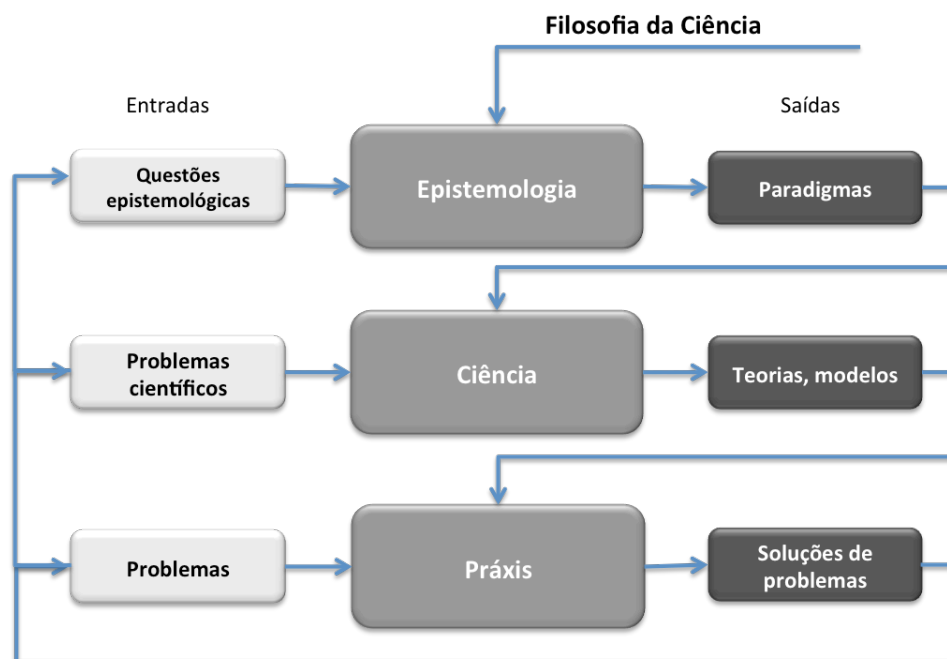 Filosofia da Ciência
Entradas
Saídas
Questões
epistemológicas
Epistemologia
Paradigmas
Problemas
científicos
Ciência
Teorias, modelos
Problemas
Práxis
Soluções de
problemas